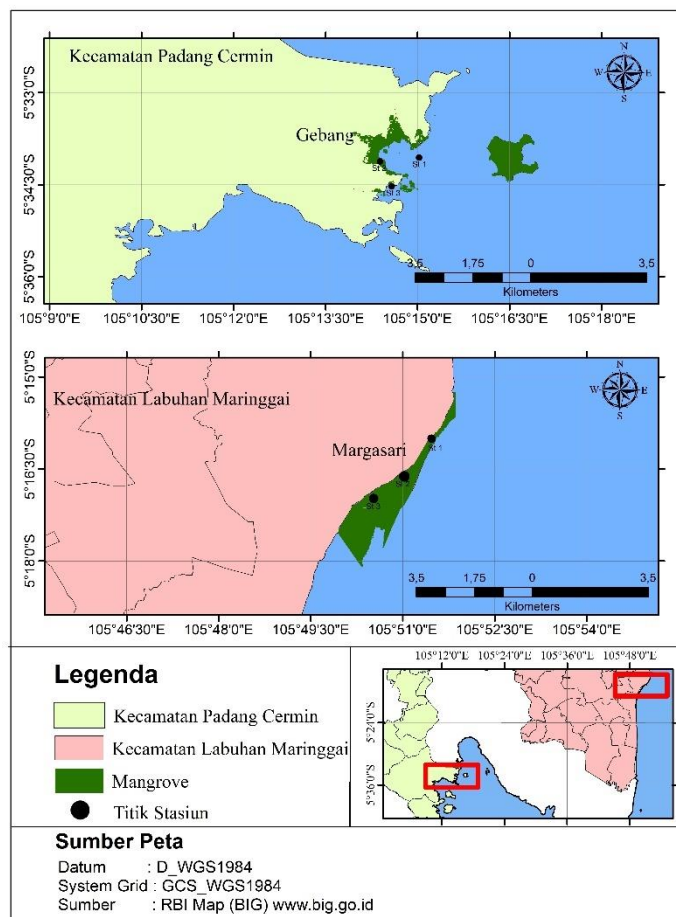 Kecamatan Padang Cermin
N
W E
S
Gebang
St 1
St 3
5°33'0"S
5°34'30"S
5°36'0"S
3,5 1,75 0 3,5
Kilometers
105°9'0"E 105°10'30"E 105°12'0"E 105°13'30"E 105°15'0"E 105°16'30"E 105°18'0"E
Kecamatan Labuhan Maringgai
N
W E
S
Margasari
St 1
St 3
5°15'0"S
5°16'30"S
5°18'0"S
3,5 1,75 0 3,5
Kilometers
105°46'30"E 105°48'0"E 105°49'30"E 105°51'0"E 105°52'30"E 105°54'0"E
Legenda
Kecamatan Padang Cermin
Kecamatan Labuhan Maringgai
Mangrove
Titik Stasiun
105°12'0"E 105°24'0"E 105°36'0"E 105°48'0"E
5°24'0"S
5°36'0"S
Sumber Peta
Datum : D_WGS1984
System Grid : GCS_WGS1984
Sumber : RBI Map (BIG) www.big.go.id